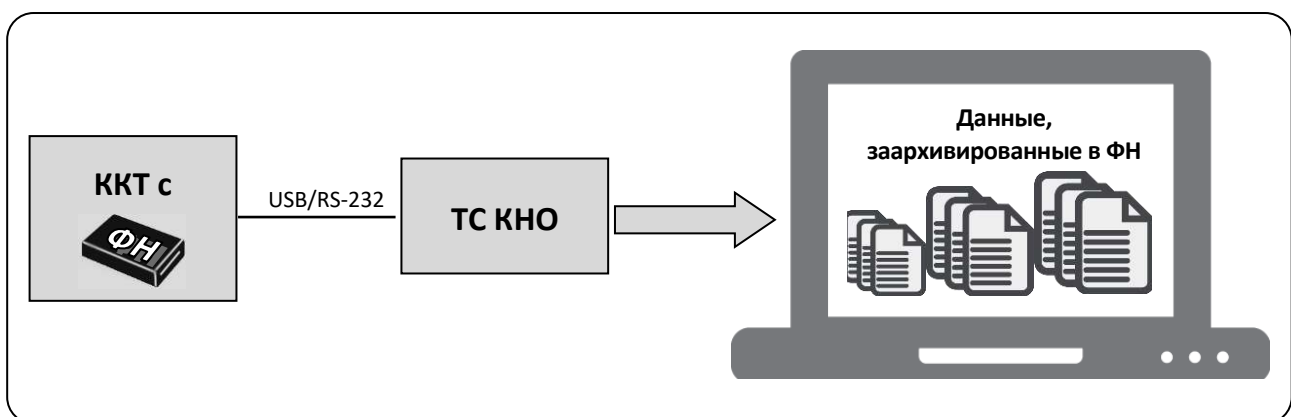 ККТ с
ФН
USB/RS-232
ТС КНО
Данные,
заархивированные в ФН